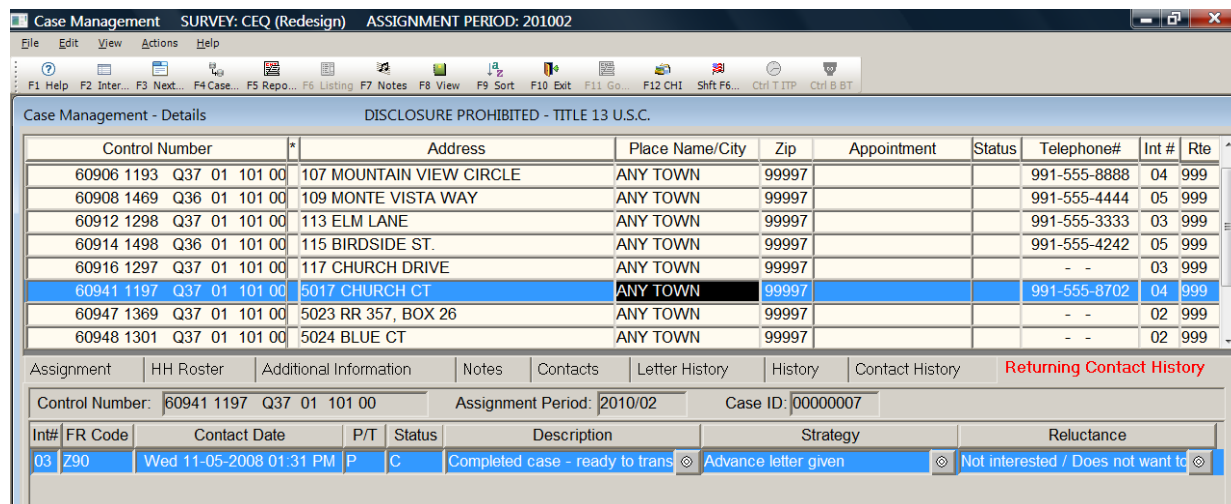 Case Management SURVEY: CEQ (Redesign) ASSIGNMENT PERIOD: 201002
File Edit View Actions Help
F1 Help F2 Inter... F3 Next... F4 Case... F5 Repo... F6 Listing F7 Notes F8 View F9 Sort F10 Exit F11 Go... F12 CHI Shft F6... Ctrl T ITP Ctrl B BT
Case Management - Details DISCLOSURE PROHIBITED - TITLE 13 U.S.C.
Control Number * Address Place Name/City Zip Appointment Status Telephone# Int # Rte
60906 1193 Q37 01 101 00 107 MOUNTAIN VIEW CIRCLE ANY TOWN 99997 991-555-8888 04 999
60908 1469 Q36 01 101 00 109 MONTE VISTA WAY ANY TOWN 99997 991-555-4444 05 999
60912 1298 Q37 01 101 00 113 ELM LANE ANY TOWN 99997 991-555-3333 03 999
60914 1498 Q36 01 101 00 115 BIRDSIDE ST. ANY TOWN 99997 991-555-4242 05 999
60916 1297 Q37 01 101 00 117 CHURCH DRIVE ANY TOWN 99997 - - 03 999
60941 1197 Q37 01 101 00 5017 CHURCH CT ANY TOWN 99997 991-555-8702 04 999
60947 1369 Q37 01 101 00 5023 RR 357, BOX 26 ANY TOWN 99997 - - 02 999
60948 1301 Q37 01 101 00 5024 BLUE CT ANY TOWN 99997 - - 02 999
Assignment HH Roster Additional Information Notes Contacts Letter History History Contact History Returning Contact History
Control Number: 60941 1197 Q37 01 101 00 Assignment Period: 2010/02 Case ID: 00000007
Int# FR Code Contact Date P/T Status Description Strategy Reluctance
03 Z90 Wed 11-05-2008 01:31 PM P C Completed case - ready to trans Advance letter given Not interested / Does not want to